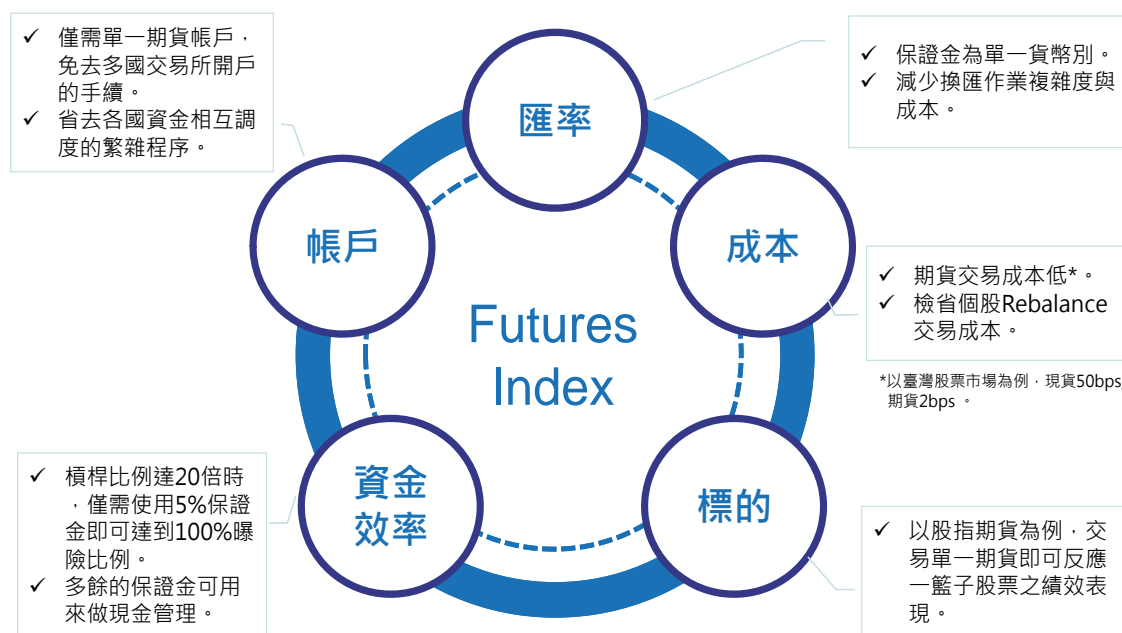 ✓ 僅需單一期貨帳戶，
免去多國交易所開戶
的手續。
✓ 省去各國資金相互調
度的繁雜程序。
匯率
✓ 保證金為單一貨幣別。
✓ 減少換匯作業複雜度與
成本。
帳戶
成本
✓ 期貨交易成本低*。
✓ 檢省個股Rebalance
交易成本。
*以臺灣股票市場為例，現貨50bps,
期貨2bps 。
Futures
Index
資金
效率
✓ 槓桿比例達20倍時
，僅需使用5%保證
金即可達到100%曝
險比例。
✓ 多餘的保證金可用
來做現金管理。
標的
✓ 以股指期貨為例，交
易單一期貨即可反應
一籃子股票之績效表
現。